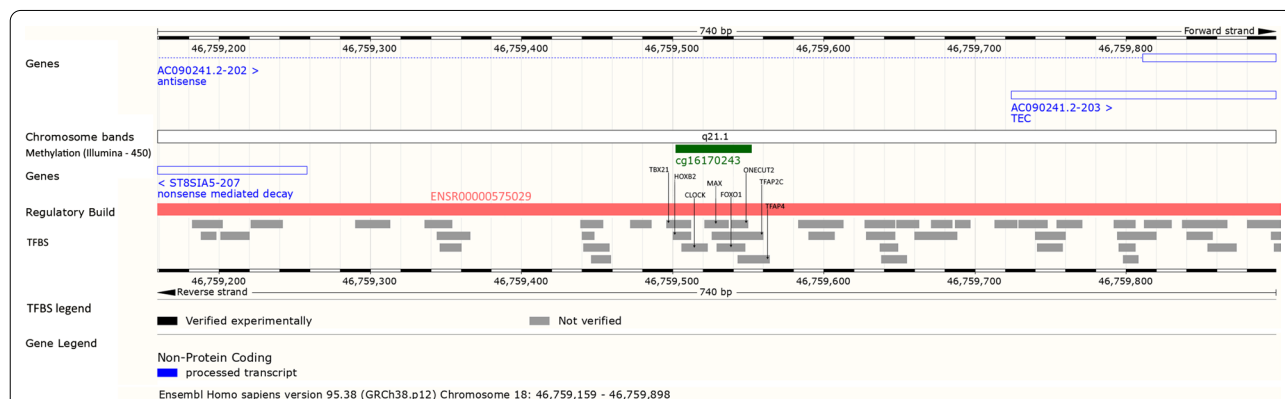 740 bp
Forward strand
46,759,200 46,759,300 46,759,400 46,759,500 46,759,600 46,759,700 46,759,800
Genes
AC090241.2-202 >
antisense
AC090241.2-203 >
TEC
Chromosome bands
q21.1
Methylation (Illumina - 450)
cg16170243
Genes
< ST8SIA5-207
nonsense mediated decay
TBX21
HOXB2
CLOCK
MAX
FOXO1
ONECUT2
TFAP2C
TFAP4
ENSR00000575029
Regulatory Build
TFBS
46,759,200 46,759,300 46,759,400 46,759,500 46,759,600 46,759,700 46,759,800
Reverse strand
740 bp
TFBS legend
Verified experimentally
Not verified
Gene Legend
Non-Protein Coding
processed transcript
Ensembl Homo sapiens version 95.38 (GRCh38.p12) Chromosome 18: 46,759,159 - 46,759,898